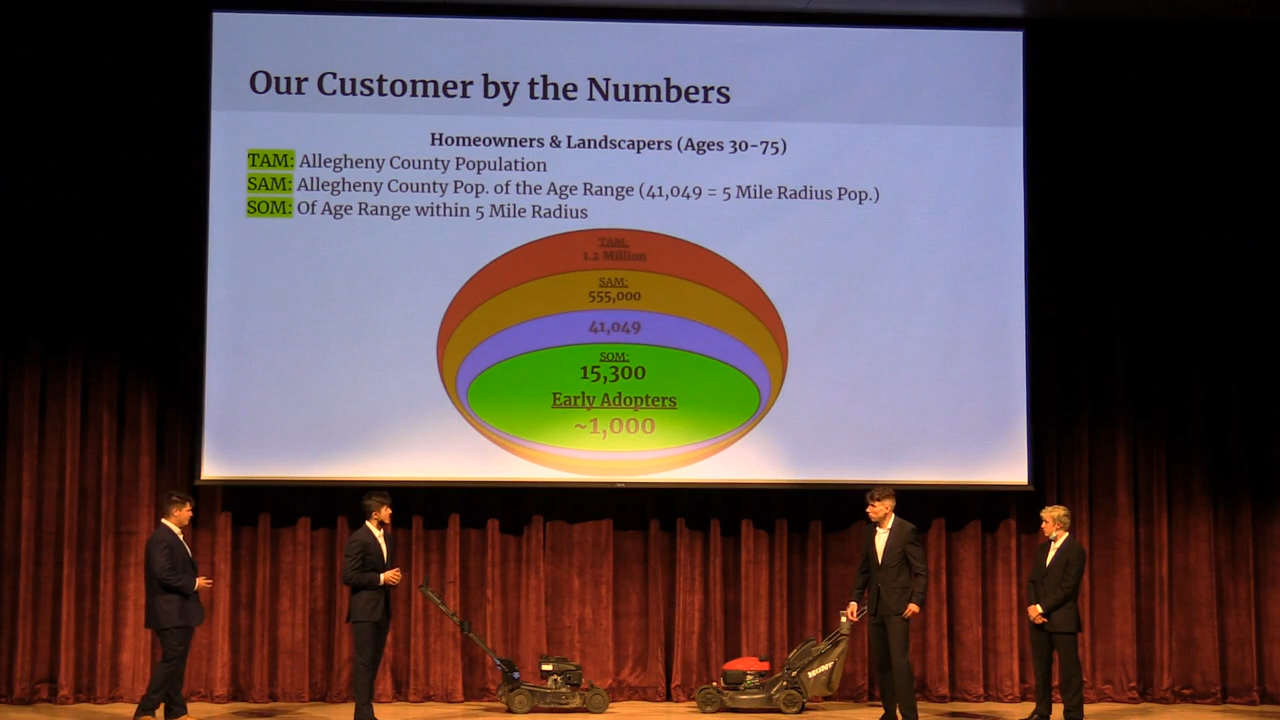 Our Customer by the Numbers
Homeowners & Landscapers (Ages 30-75)
TAM: Allegheny County Population
SAM: Allegheny County Pop. of the Age Range (41,049 = 5 Mile Radius Pop.)
SOM: Of Age Range within 5 Mile Radius
TAM:
1.2 Million
SAM:
555,000
41,049
SOM:
15,300
Early Adopters
~1,000
HONDA